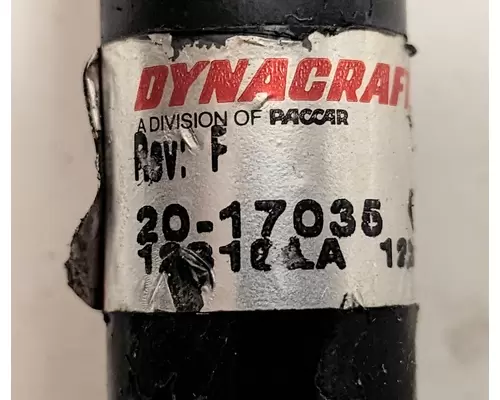 DYNACRAFT
A DIVISION OF PACCAR
Rev: F
20-17035